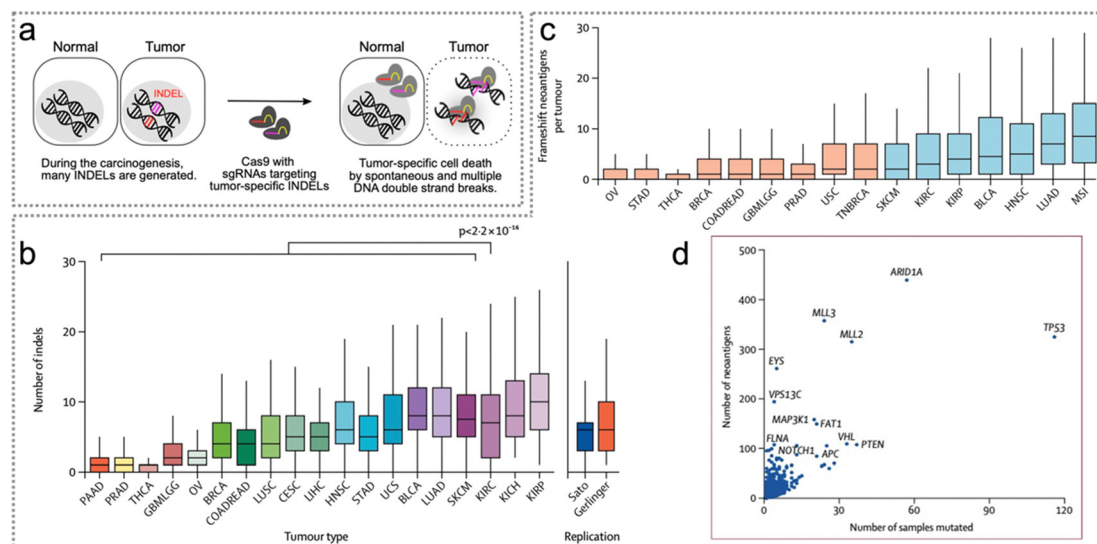 a
Normal
Tumor
INDEL
During the carcinogenesis,
many INDELs are generated.
Cas9 with
sgRNAs targeting
tumor-specific INDELs
Normal
Tumor
Tumor-specific cell death
by spontaneous and multiple
DNA double strand breaks.
c
Frameshift neoantigens
per tumour
30
20
10
0
OV
STAD
THCA
BRCA
COADREAD
GBMLGG
PRAD
USC
TNBRCA
SKCM
KIRC
KIRP
BLCA
HNSC
LUAD
MSI
b
p<2·2×10⁻¹⁶
Number of indels
30
20
10
0
PAAD
PRAD
THCA
GBMLGG
OV
BRCA
COADREAD
LUSC
CESC
LIHC
HNSC
STAD
UCS
BLCA
LUAD
SKCM
KIRC
KICH
KIRP
Tumour type
Sato
Gerlinger
Replication
d
Number of neoantigens
500
400
300
200
100
0
ARID1A
MLL3
MLL2
TP53
EYS
VPS13C
MAP3K1
FAT1
FLNA
VHL
PTEN
NOTCH1
APC
0
30
60
90
120
Number of samples mutated